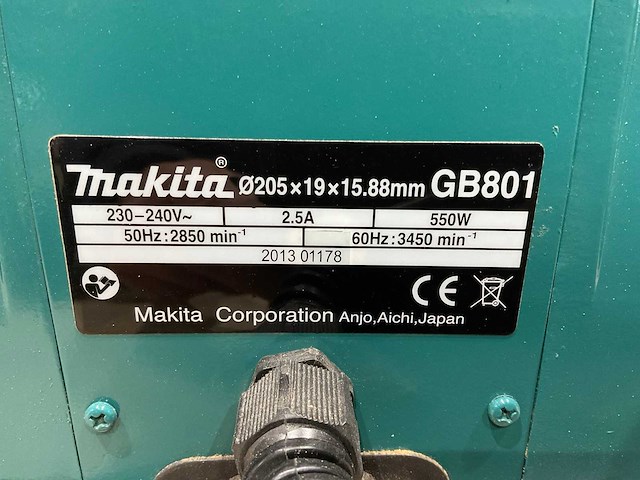 makita® Ø205×19×15.88mm GB801
230-240V~ 2.5A 550W
50Hz:2850 min⁻¹ 60Hz:3450 min⁻¹
2013 01178
CE
Makita Corporation Anjo,Aichi,Japan